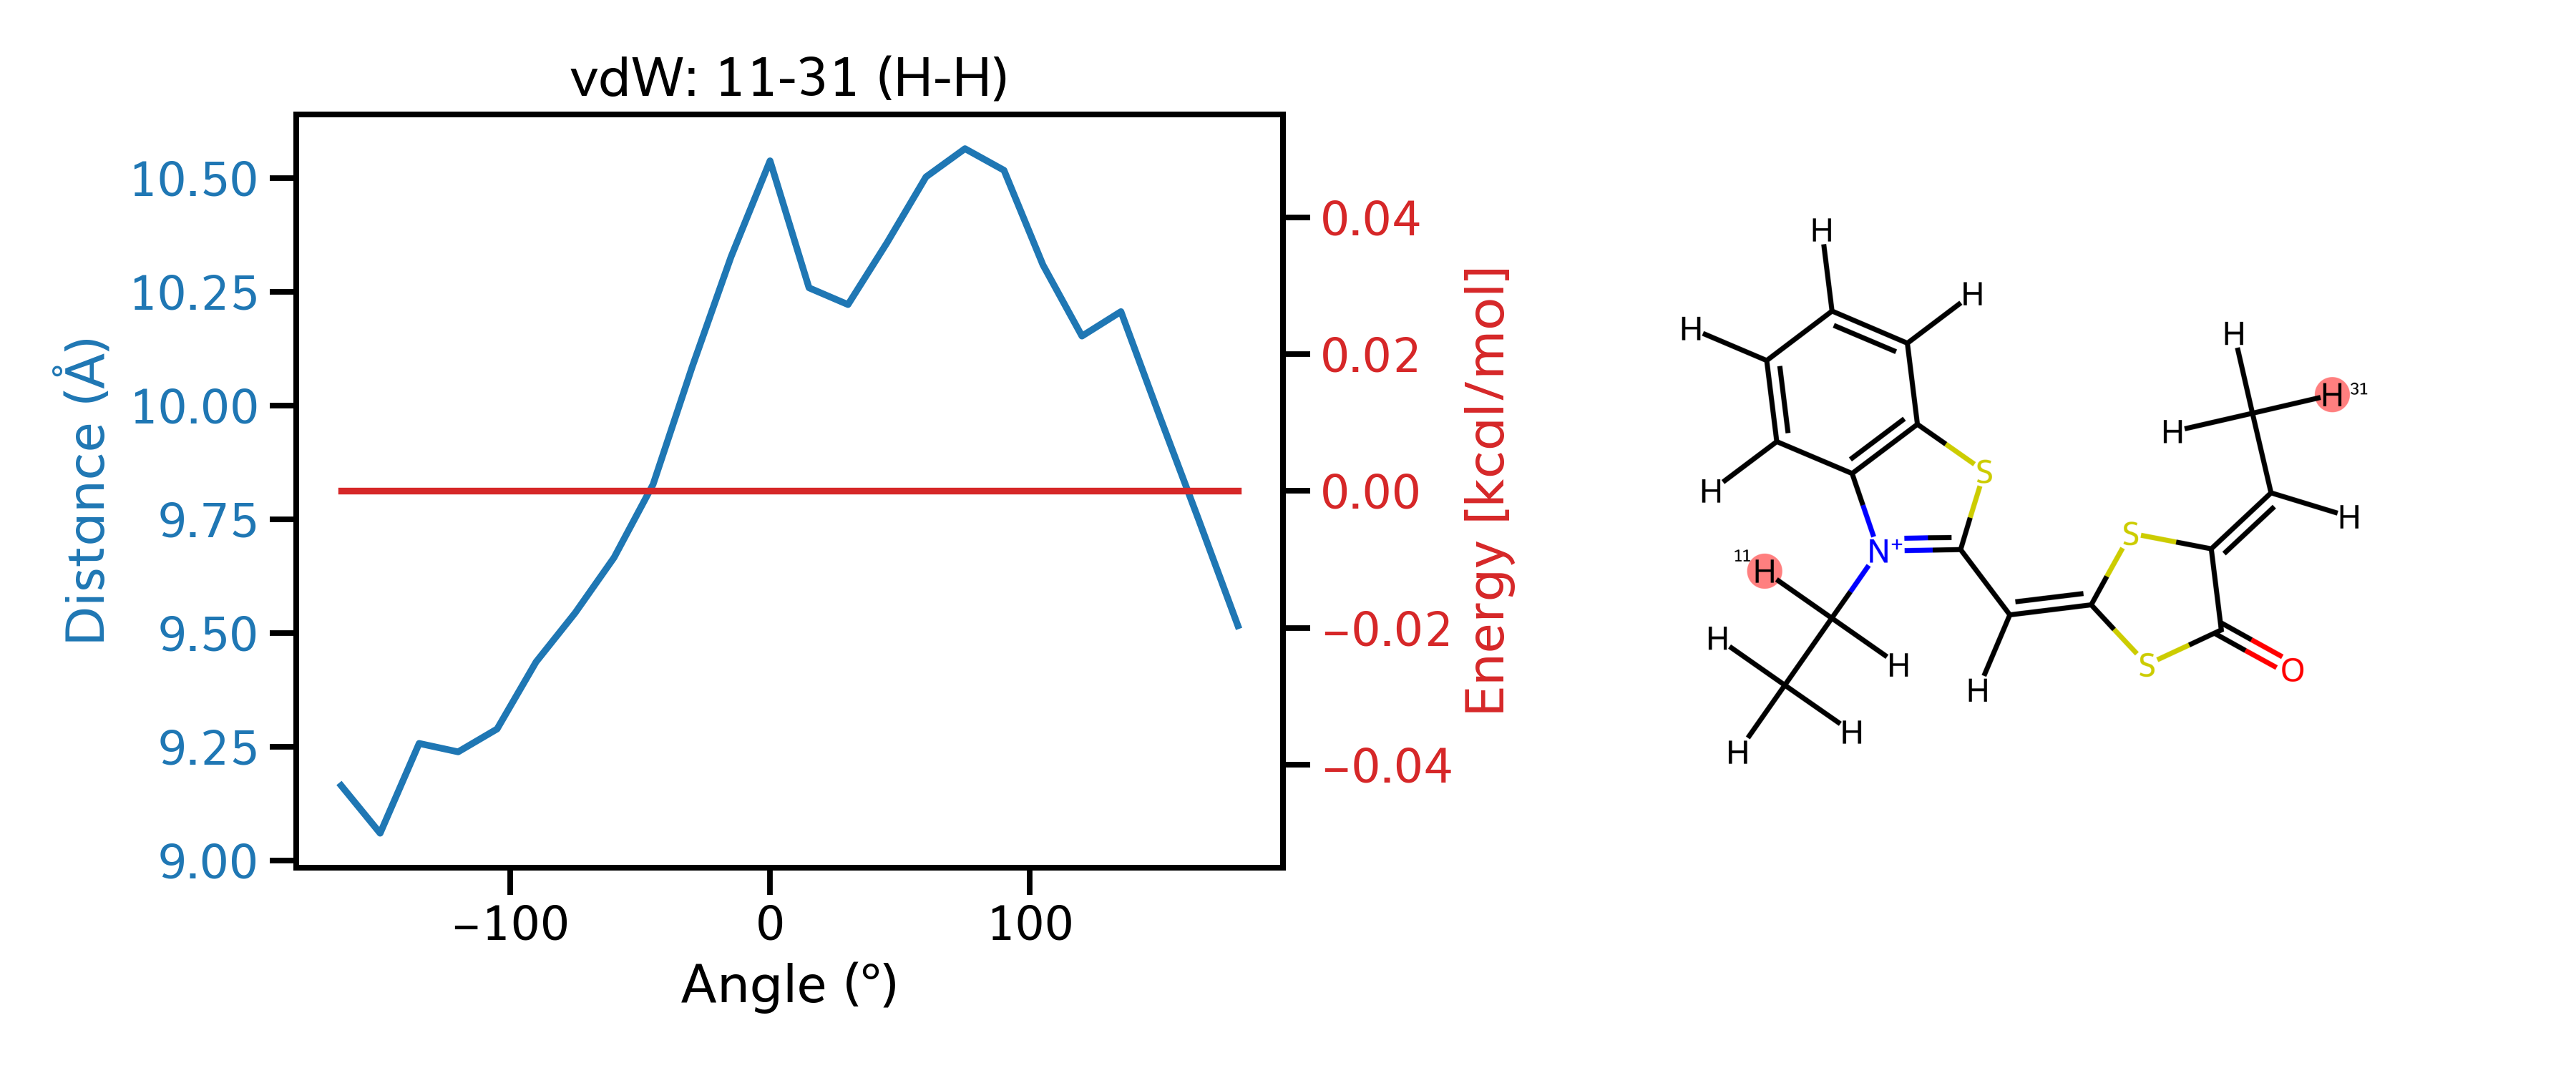 vdW: 11-31 (H-H)
10.50
10.25
10.00
9.75
9.50
9.25
9.00
Distance (Å)
−100
0
100
Angle (°)
0.04
0.02
0.00
−0.02
−0.04
Energy [kcal/mol]
H
H
H
H
H
H 31
H
S
H
H
S
N+
11 H
H
H
S
O
H
H
H